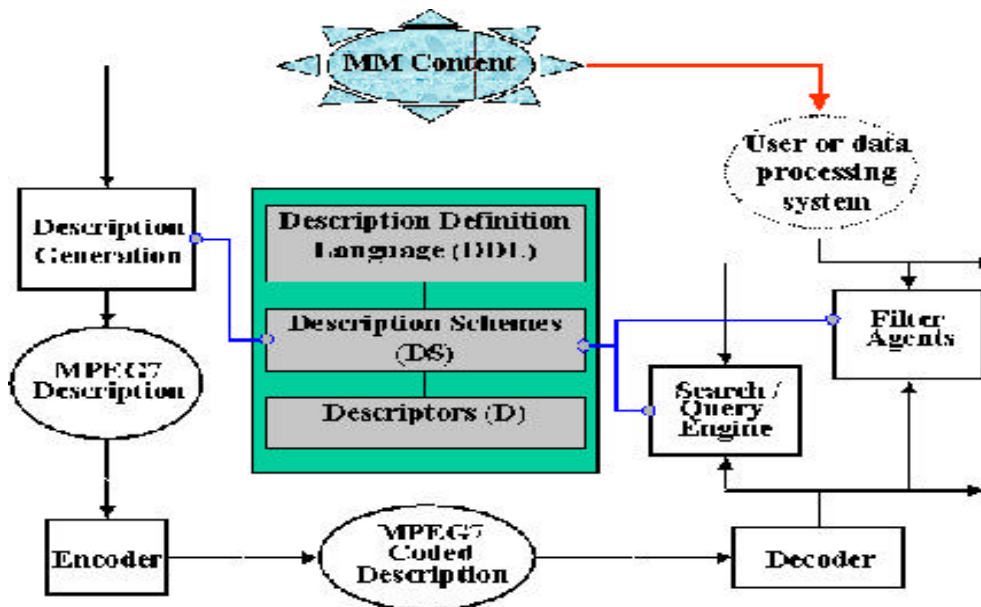 MM Content
User or data
processing
system
Description
Generation
Description Definition
Language (DDL)
Description Schemes
(DS)
Descriptors (D)
Filter
Agents
MPEG7
Description
Search /
Query
Engine
Encoder
MPEG7
Coded
Description
Decoder